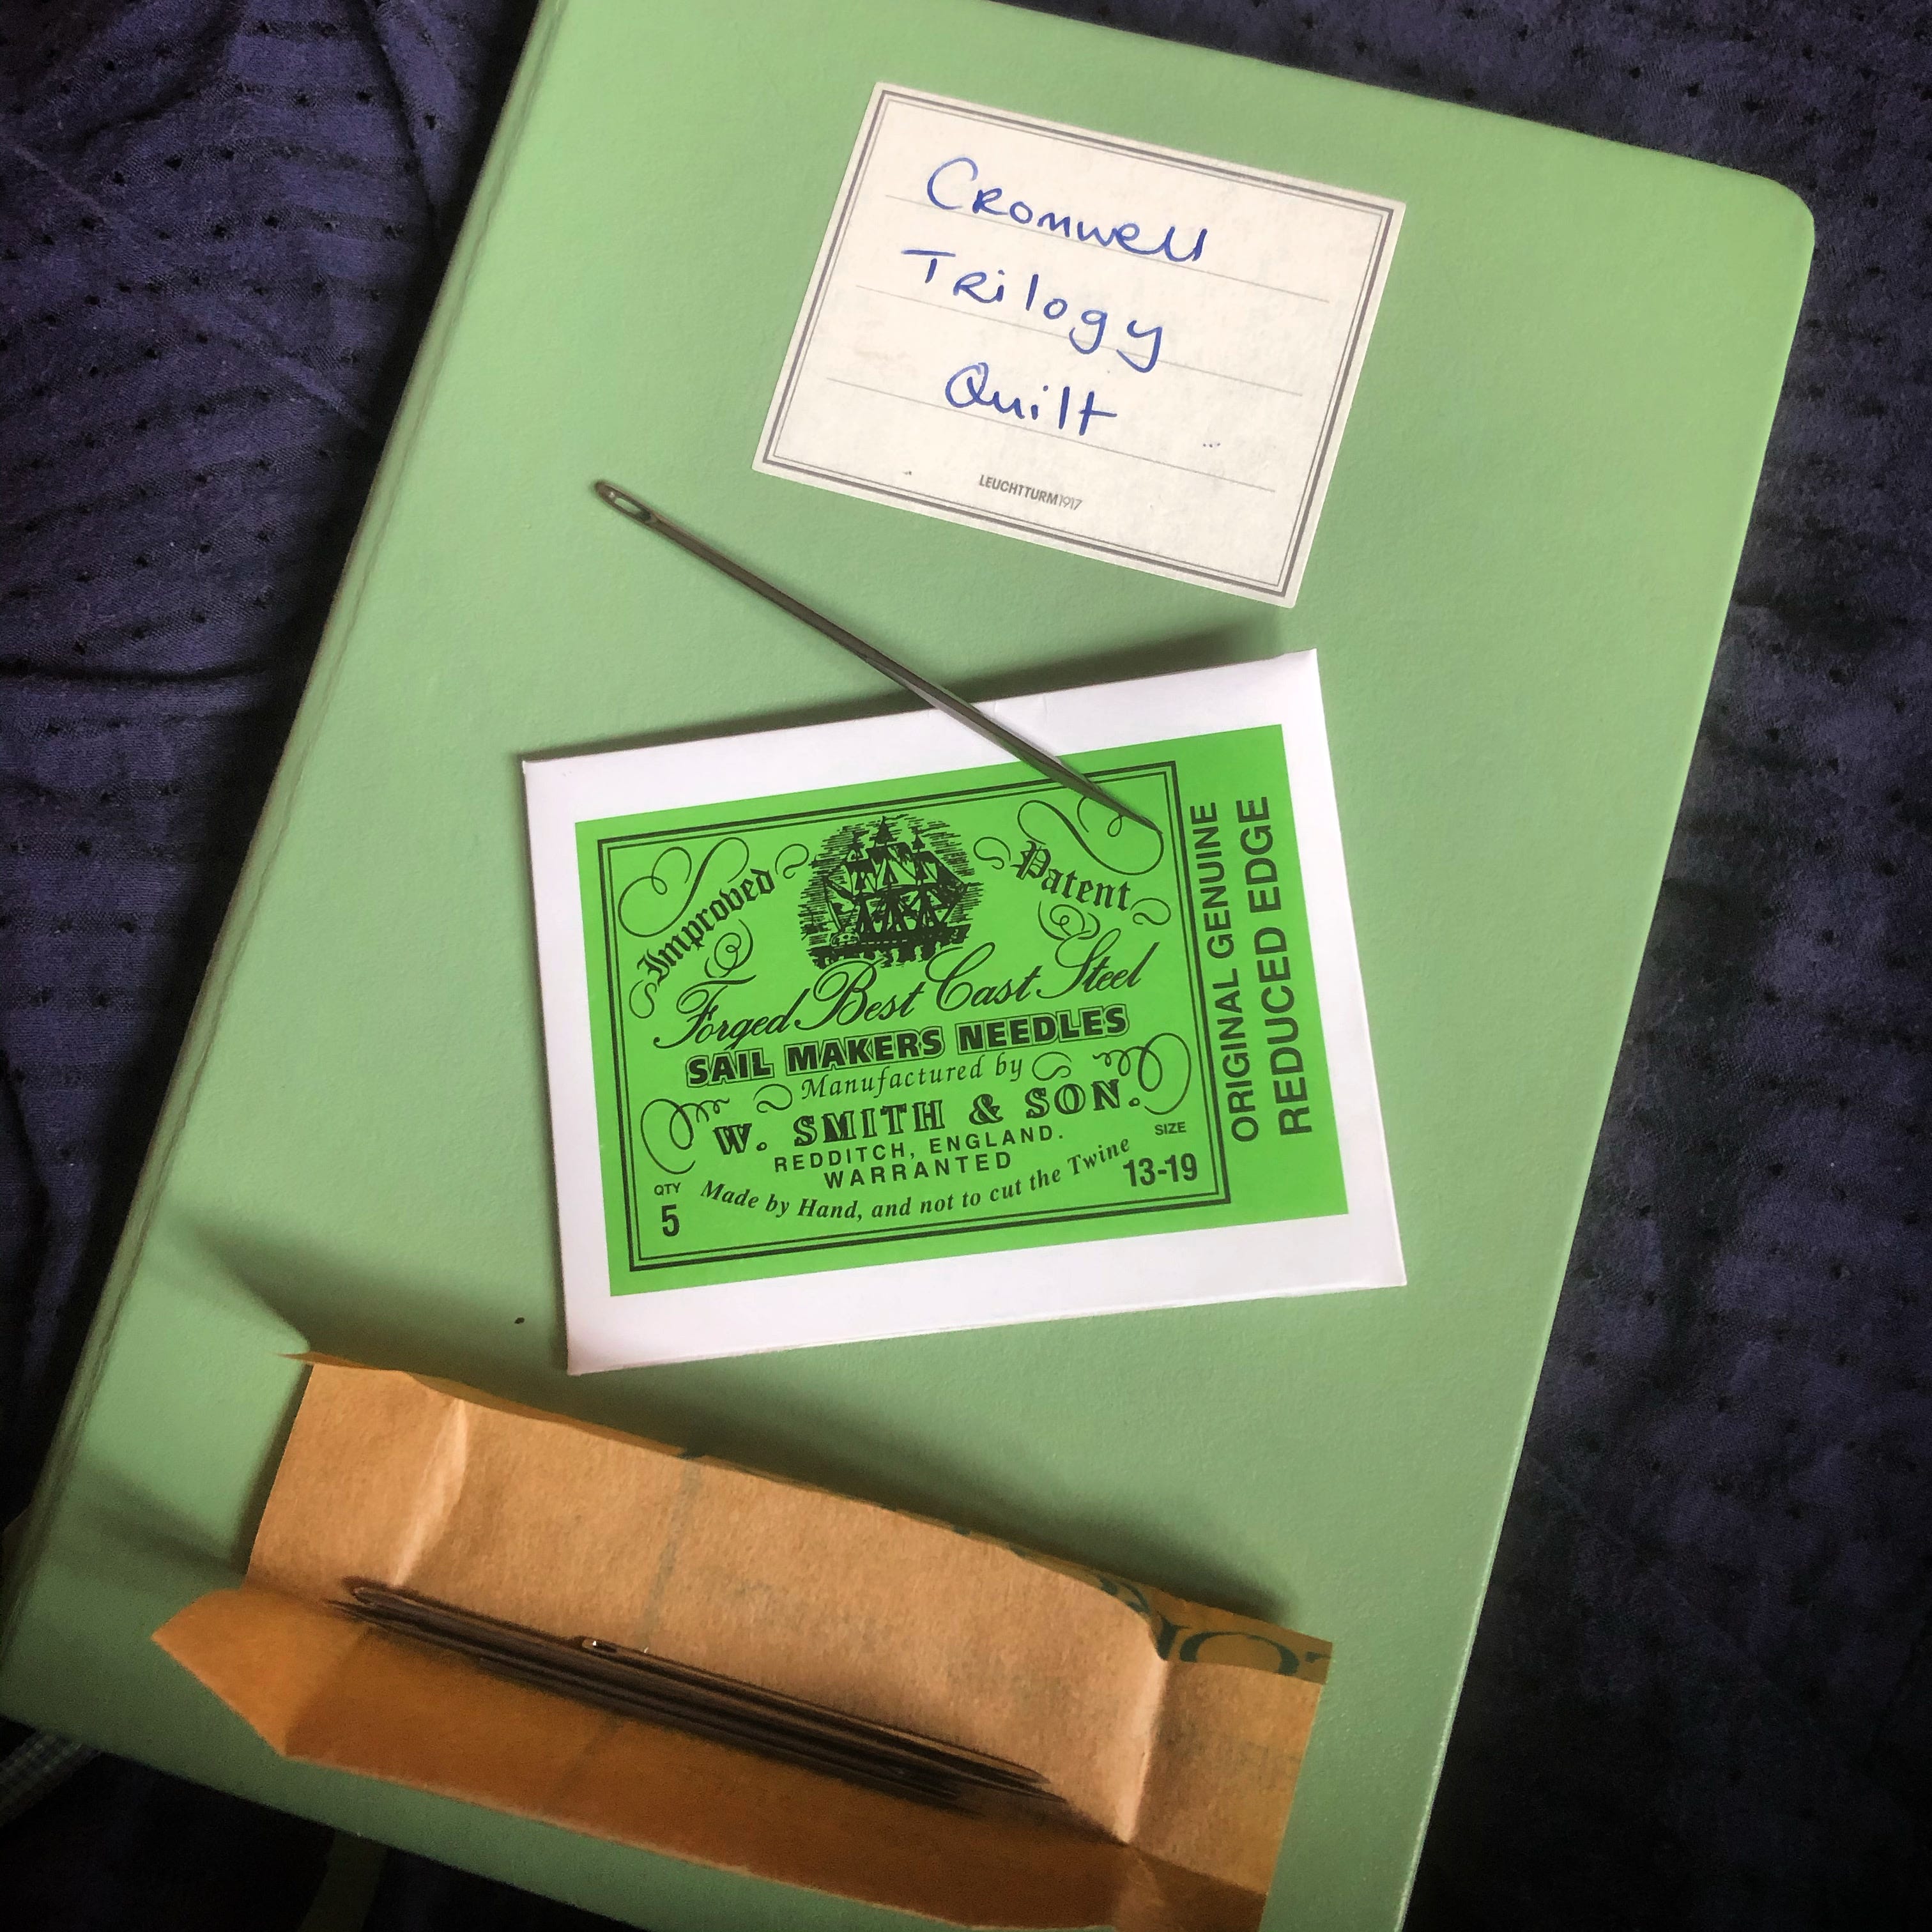 Cromwell
Trilogy
Quilt
LEUCHTTURM1917
Improved Patent
Forged Best Cast Steel
SAIL MAKERS NEEDLES
Manufactured by
W. SMITH & SON.
REDDITCH, ENGLAND.
WARRANTED
Made by Hand, and not to cut the Twine
QTY
5
SIZE
13-19
ORIGINAL GENUINE
REDUCED EDGE